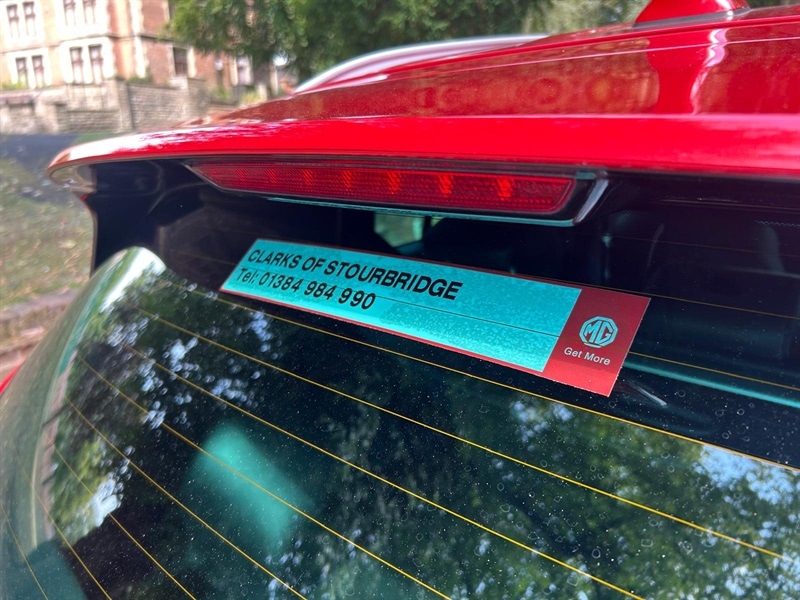 CLARKS OF STOURBRIDGE
Tel: 01384 984 990
MG
Get More